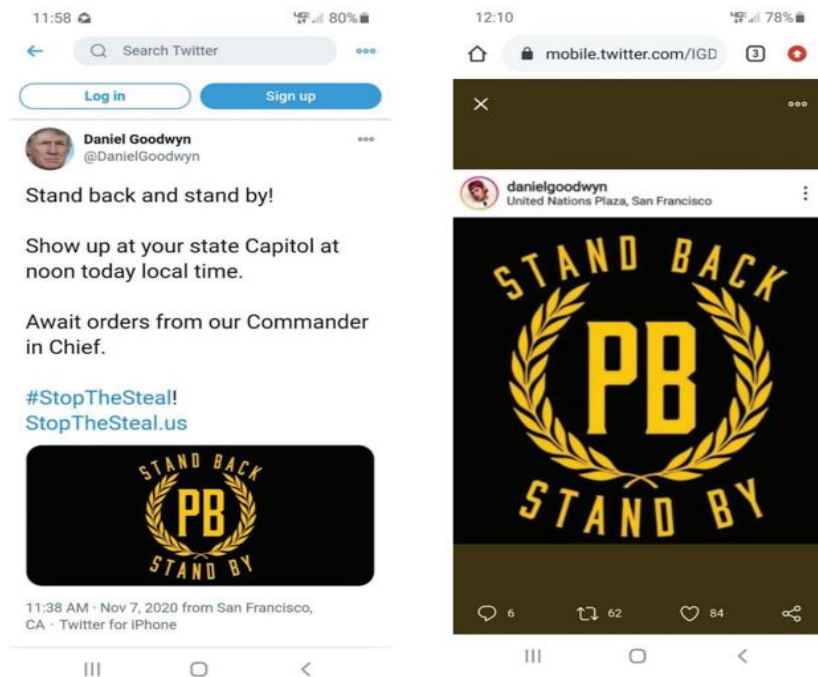 11:58
80%
Search Twitter
Log in
Sign up
Daniel Goodwyn
@DanielGoodwyn
Stand back and stand by!
Show up at your state Capitol at
noon today local time.
Await orders from our Commander
in Chief.
#StopTheSteal!
StopTheSteal.us
STAND BACK
PB
STAND BY
11:38 AM · Nov 7, 2020 from San Francisco,
CA · Twitter for iPhone
12:10
78%
mobile.twitter.com/IGD
3
danielgoodwyn
United Nations Plaza, San Francisco
STAND BACK
PB
STAND BY
6
62
84